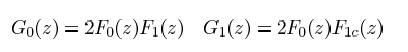 G₀(z) = 2F₀(z)F₁(z)   G₁(z) = 2F₀(z)F₁c(z)